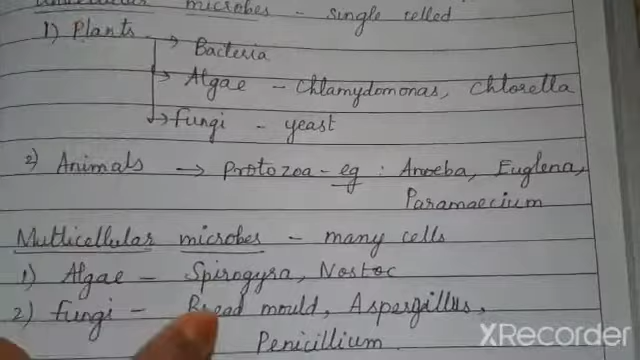 microbes - single celled
1) Plants → Bacteria
→ Algae - Chlamydomonas, Chlorella
→ Fungi - yeast
2) Animals → Protozoa - eg : Amoeba, Euglena,
Paramaecium
Multicellular microbes - many cells
1) Algae - Spirogyra, Nostoc
2) Fungi - Bread mould, Aspergillus,
Penicillium
XRecorder